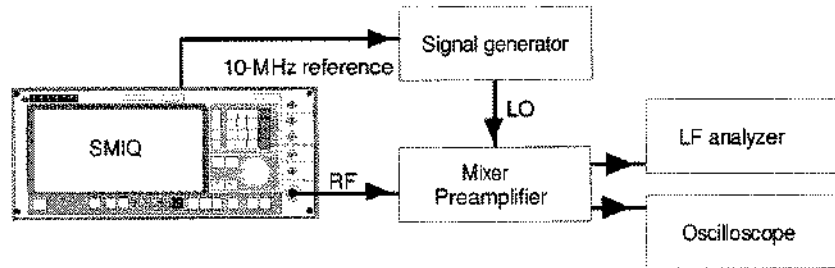 Signal generator
10-MHz reference
LO
SMIQ
RF
Mixer
Preamplifier
LF analyzer
Oscilloscope